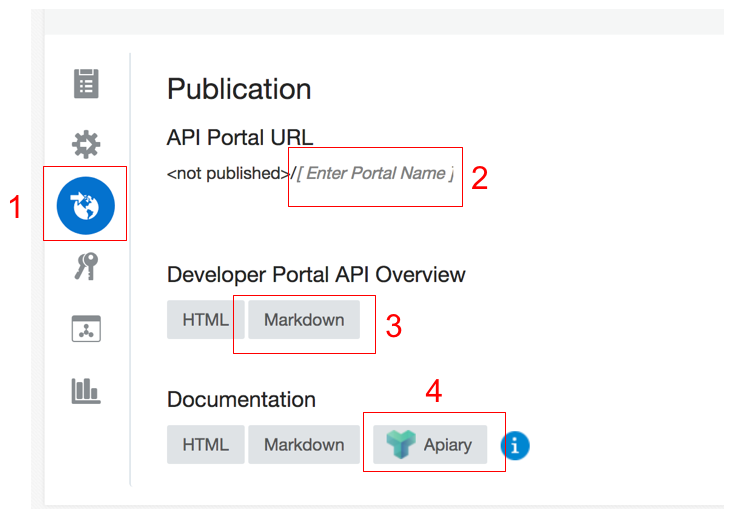 Publication
API Portal URL
<not published>/[ Enter Portal Name ]
2
1
Developer Portal API Overview
HTML Markdown
3
Documentation
4
HTML Markdown Apiary i